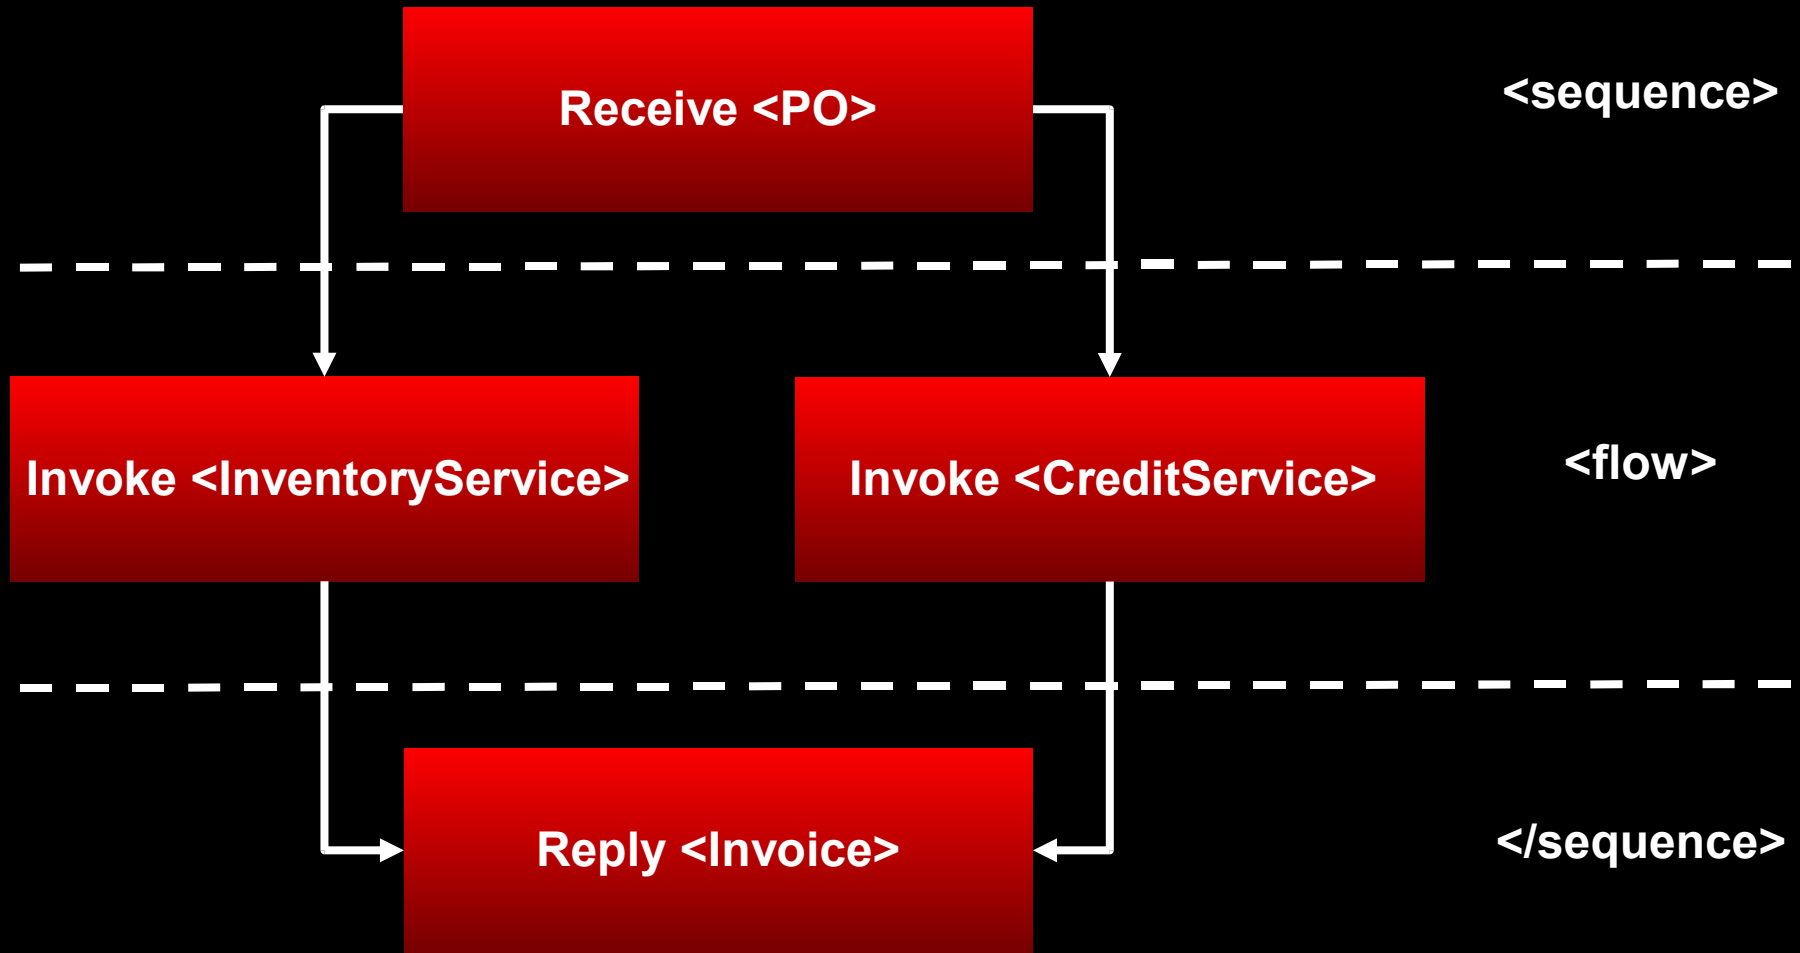 Receive <PO>
<sequence>
Invoke <InventoryService>
Invoke <CreditService>
<flow>
Reply <Invoice>
</sequence>